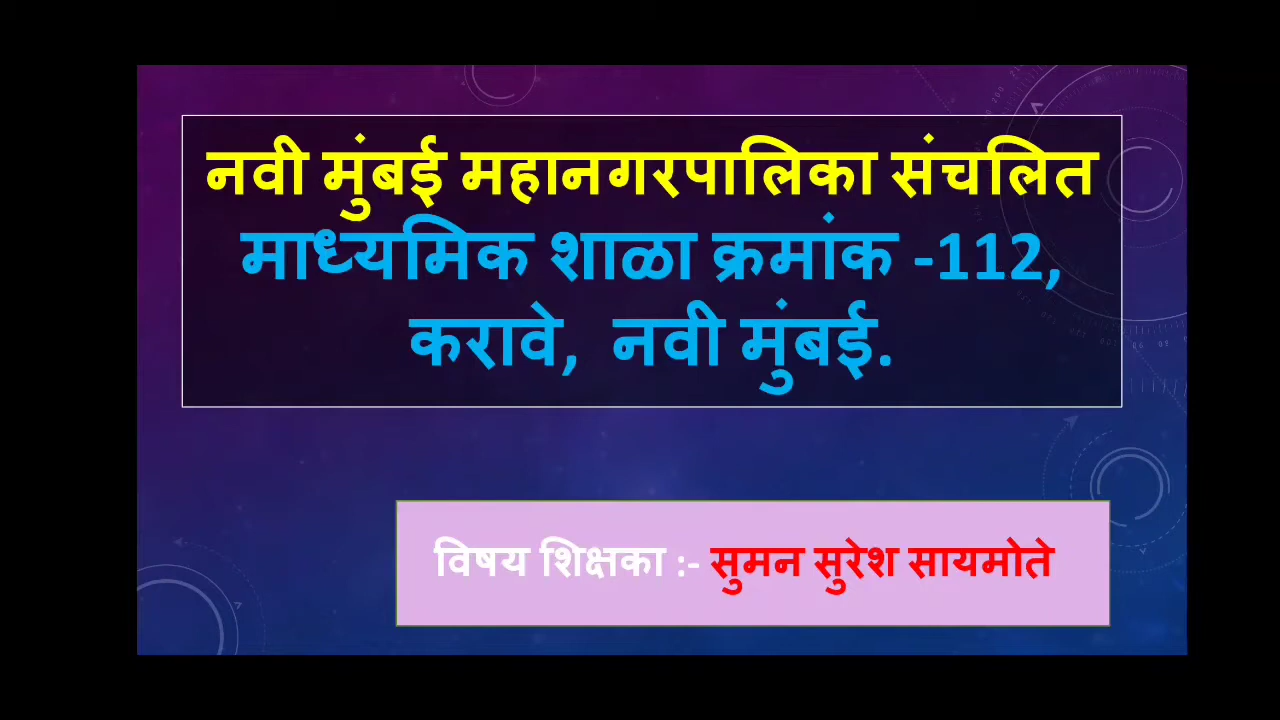 नवी मुंबई महानगरपालिका संचलित
माध्यमिक शाळा क्रमांक -112,
करावे, नवी मुंबई.
विषय शिक्षका :- सुमन सुरेश सायमोते